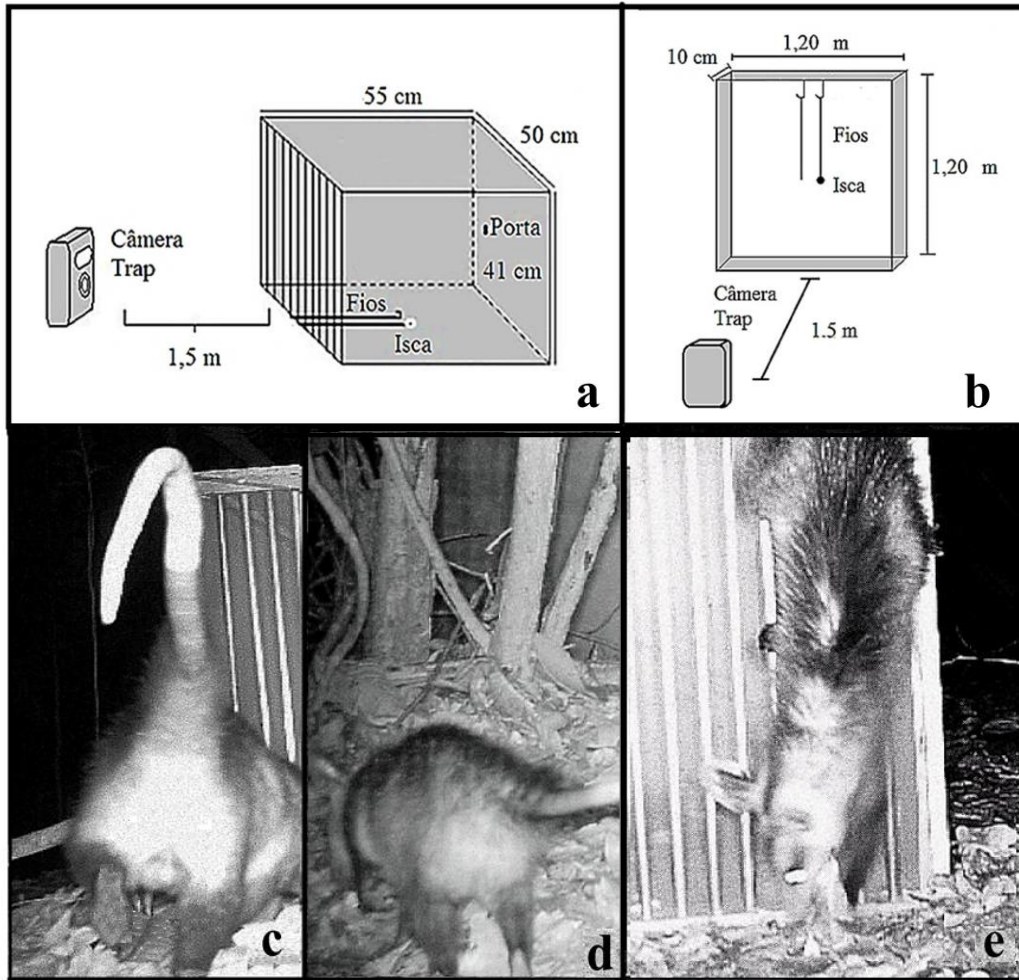 55 cm
50 cm
Câmera
Trap
Porta
41 cm
Fios
Isca
1,5 m
a
1,20 m
10 cm
Fios
Isca
1,20 m
Câmera
Trap
1.5 m
b
c
d
e